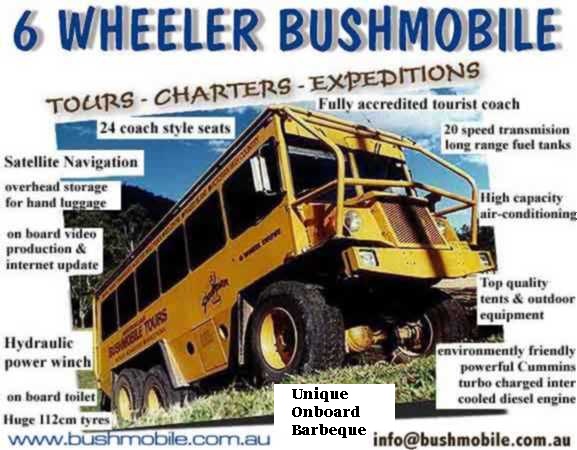 6 WHEELER BUSHMOBILE
TOURS - CHARTERS - EXPEDITIONS
Fully accredited tourist coach
24 coach style seats
20 speed transmision
long range fuel tanks
Satellite Navigation
overhead storage
for hand luggage
High capacity
air-conditioning
on board video
production &
internet update
6 WHEEL DRIVE
BUSHMOBILE TOURS
Top quality
tents & outdoor
equipment
Hydraulic
power winch
environmently friendly
powerful Cummins
turbo charged inter
cooled diesel engine
on board toilet
Huge 112cm tyres
Unique
Onboard
Barbeque
www.bushmobile.com.au
info@bushmobile.com.au